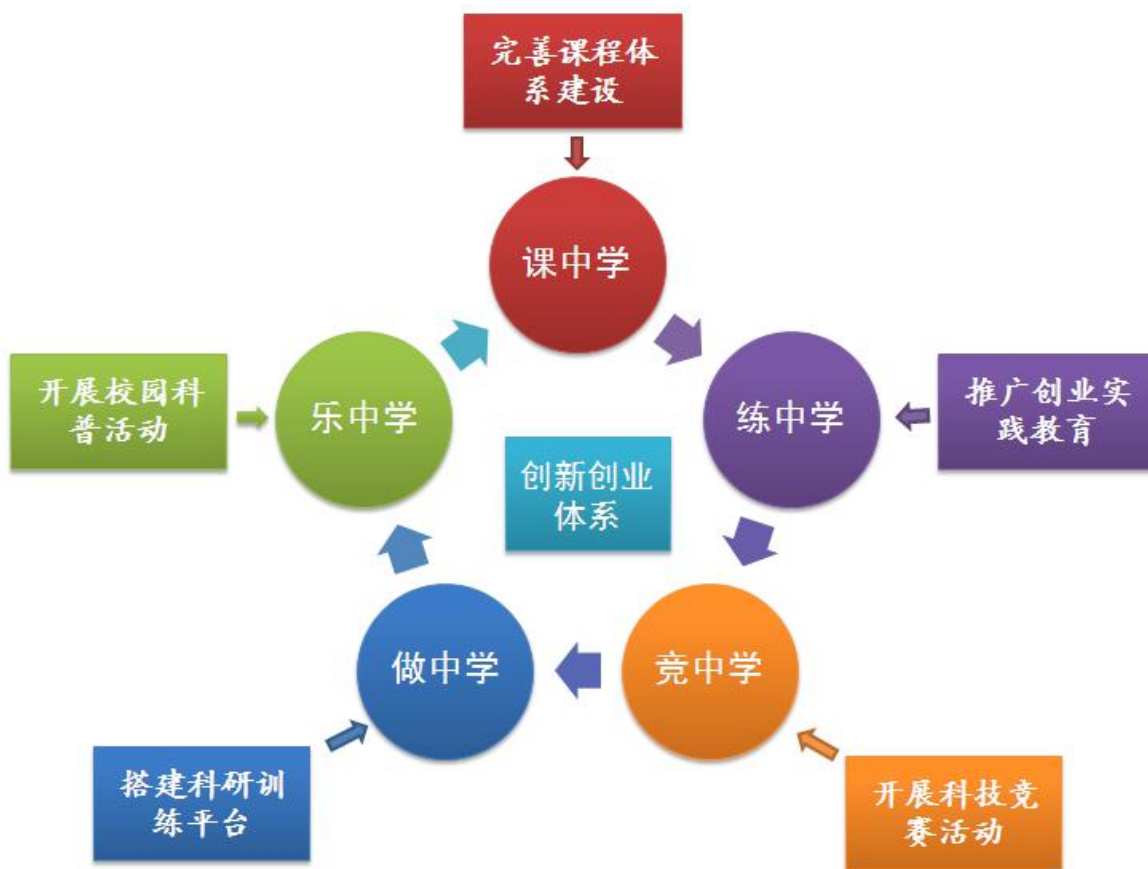 完善课程体
系建设
课中学
开展校园科
普活动
乐中学
练中学
推广创业实
践教育
创新创业
体系
做中学
竞中学
搭建科研训
练平台
开展科技竞
赛活动